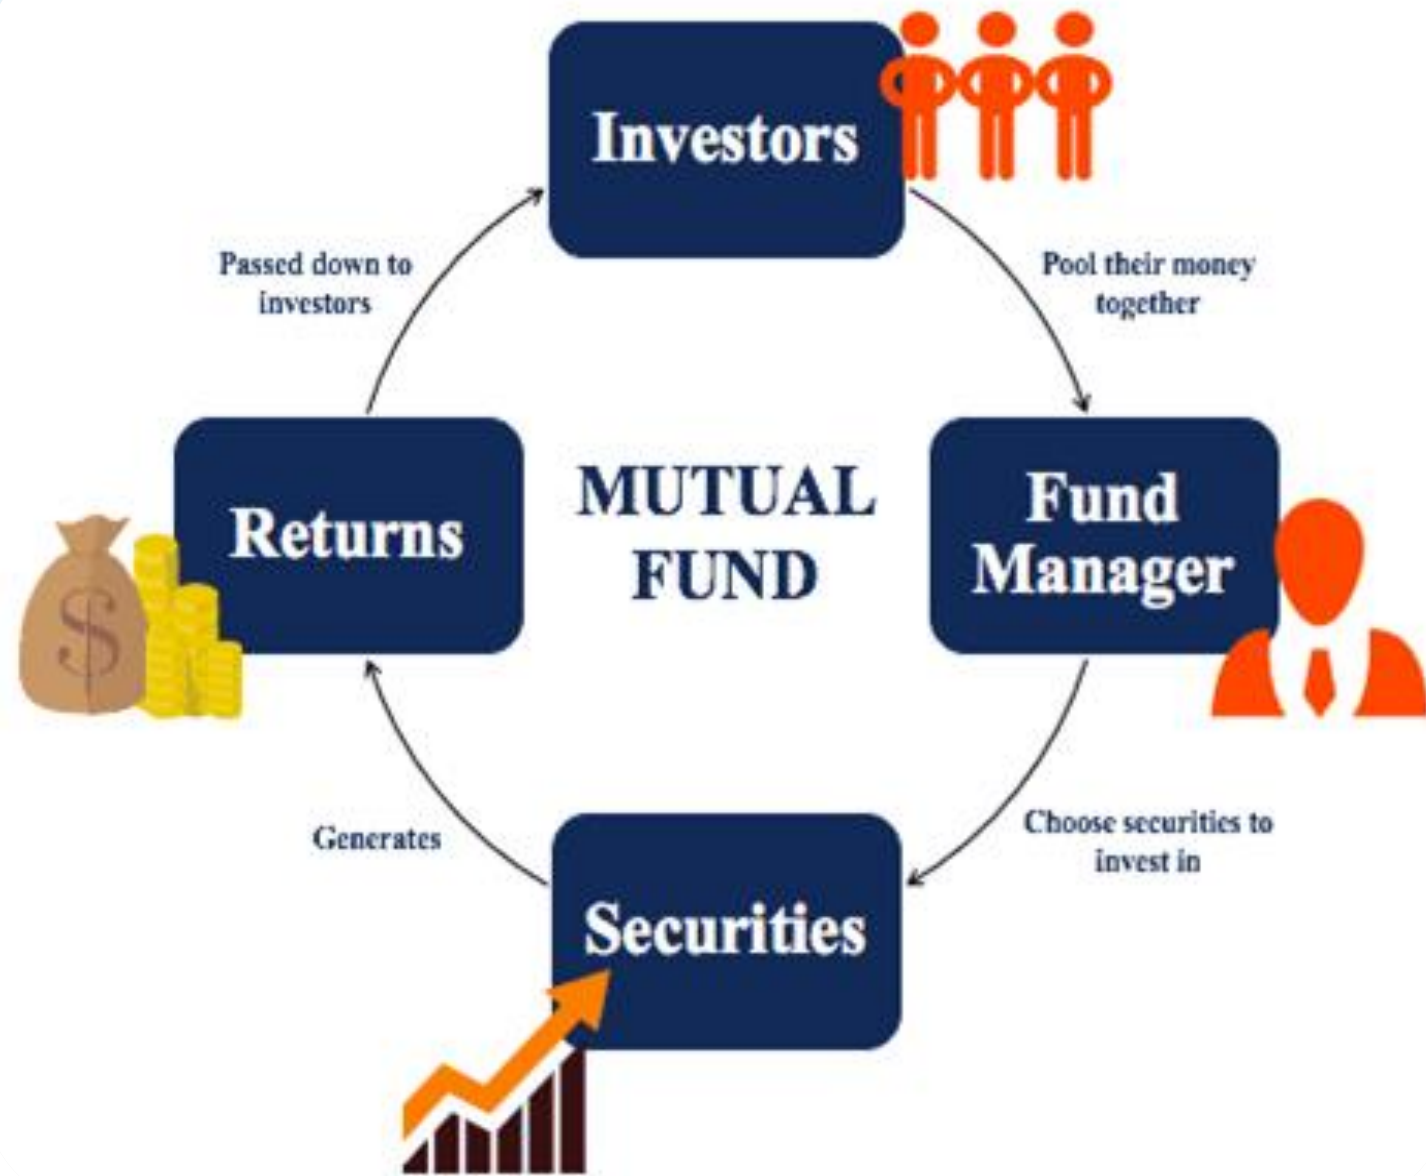 Investors
Pool their money
together
Fund
Manager
Choose securities to
invest in
Securities
Generates
Returns
$
Passed down to
investors
MUTUAL
FUND